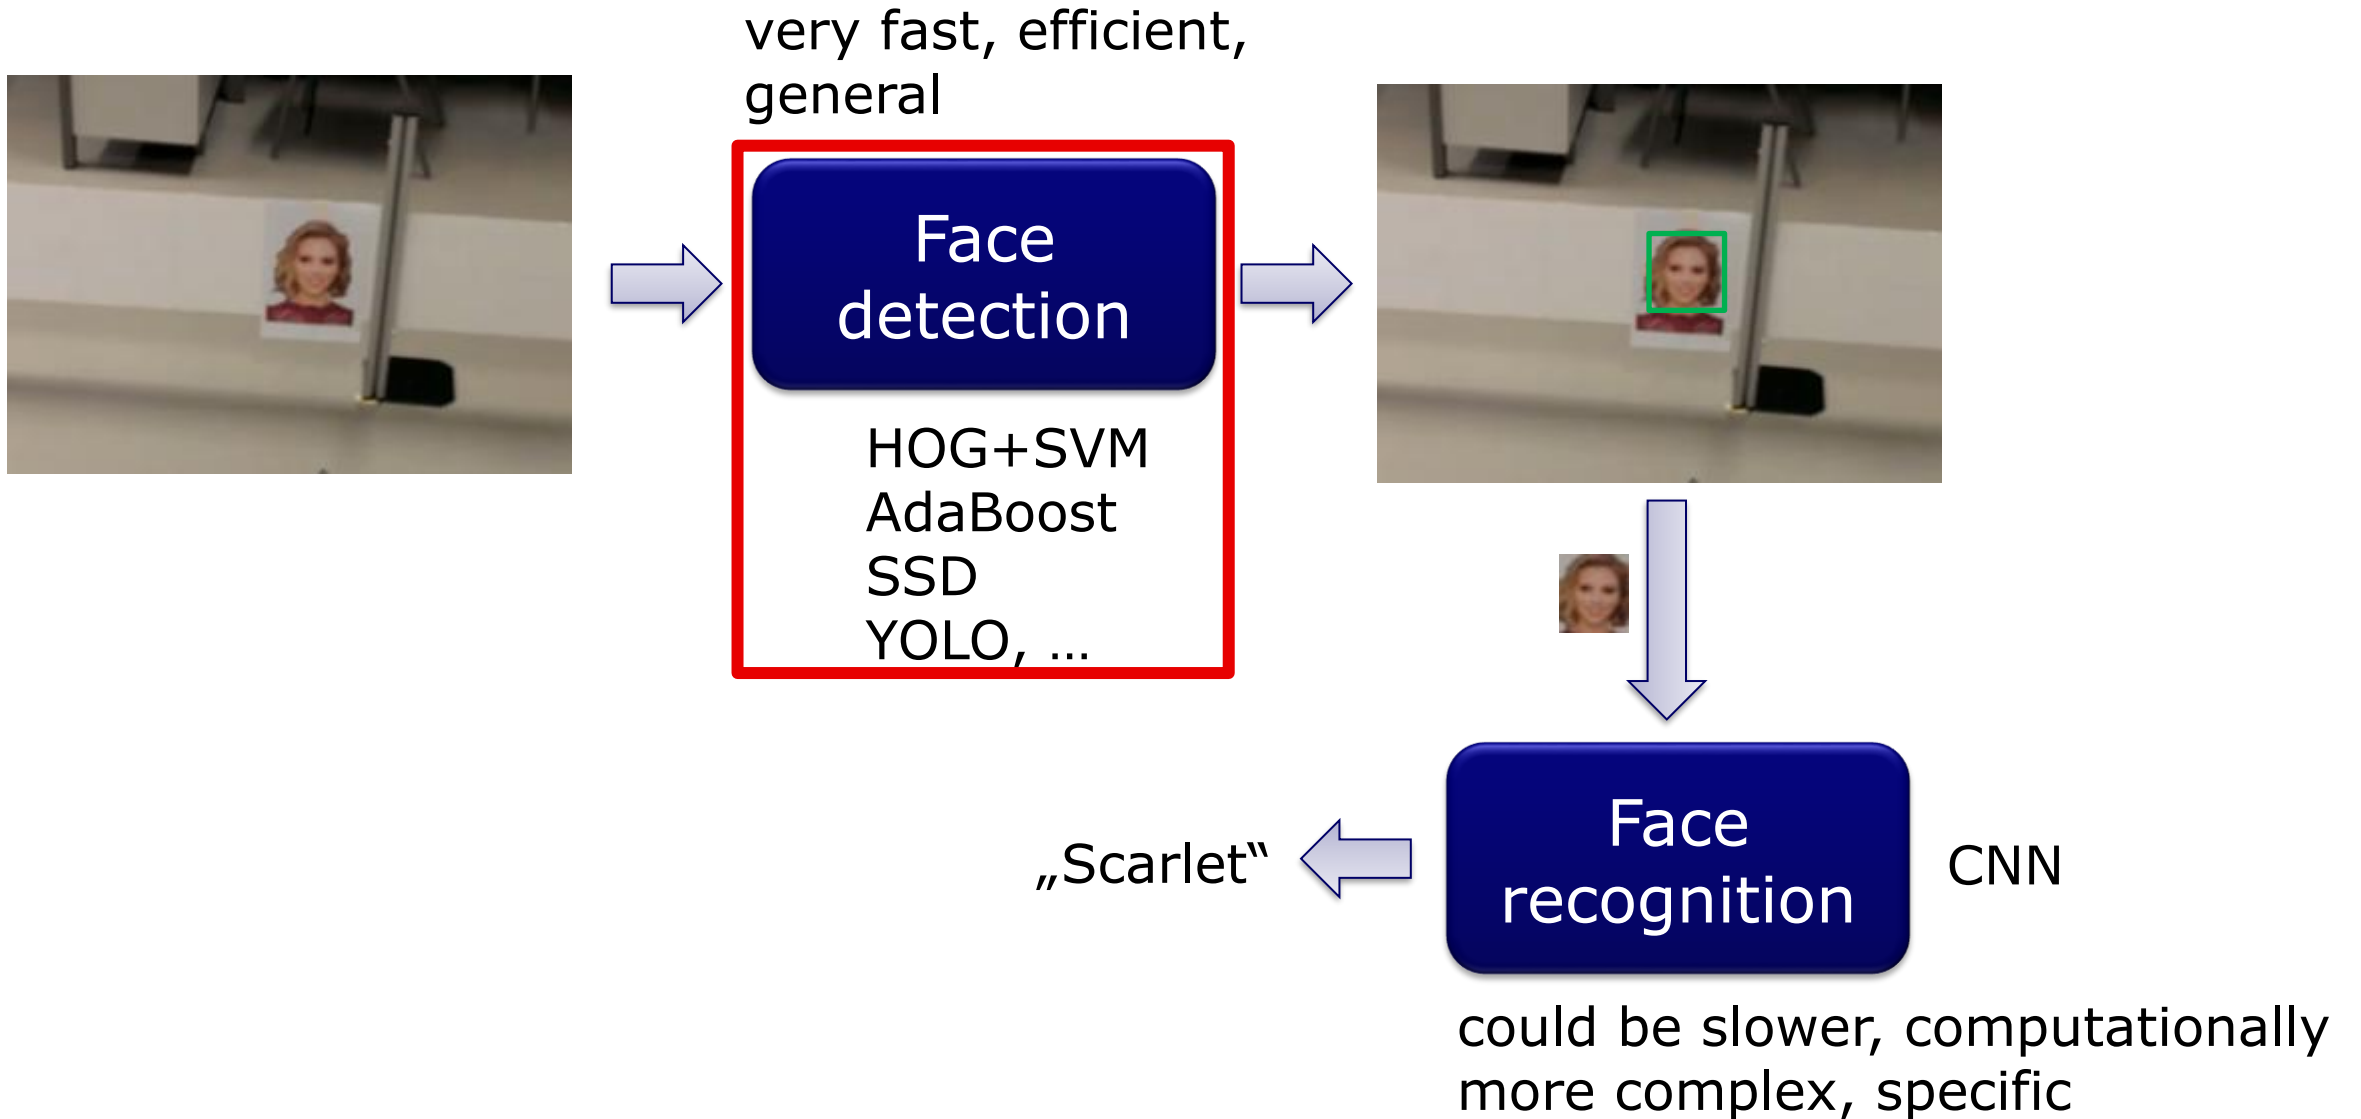 very fast, efficient,
general
Face
detection
HOG+SVM
AdaBoost
SSD
YOLO, ...
Face
recognition
CNN
„Scarlet“
could be slower, computationally
more complex, specific